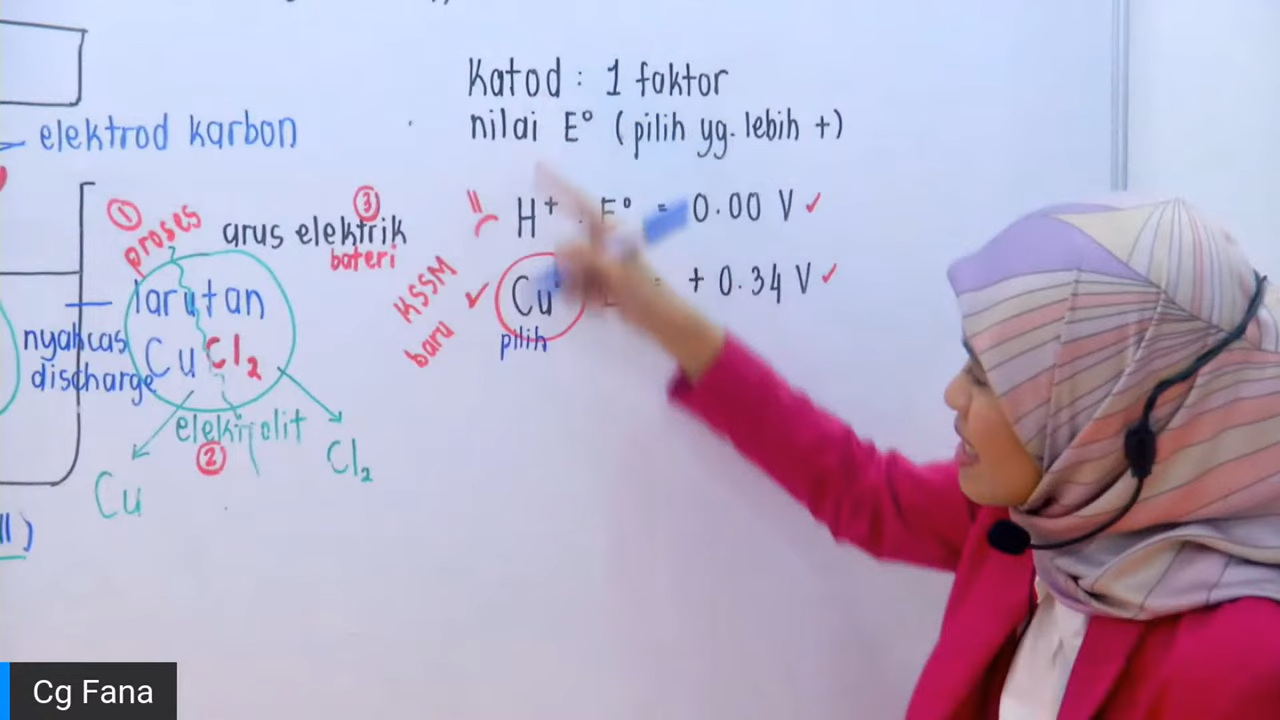 Katod : 1 faktor
nilai E° (pilih yg. lebih +)
elektrod karbon
① proses
③
arus elektrik
bateri
larutan
CuCl₂
nyahcas
discharge
elektrolit
②
Cu
Cl₂
H⁺ : E° = 0.00 V ✓
KSSM
baru
✓ Cu = + 0.34 V ✓
pilih
II)
Cg Fana